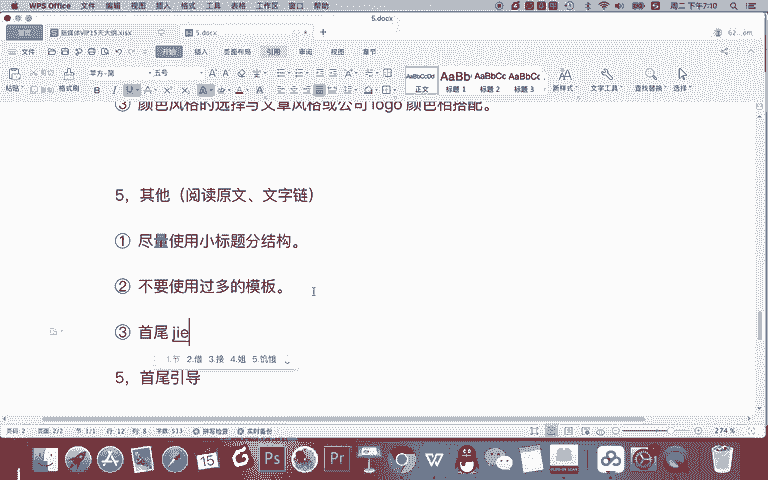 WPS Office 文件 编辑 视图 插入 格式 工具 表格 工作区 窗口 帮助 周二 下午7:10
5.docx
新媒体VIP15天大纲.xlsx 5.docx
文件 开始 插入 页面布局 引用 审阅 视图 章节
粘贴 剪切 复制 格式刷 苹方-简 五号 AaBbCcDd 正文 AaBb 标题 1 AaBbCc 标题 2 AaBbCc 标题 3 新样式 文字工具 查找替换 选择
③ 颜色风格的选择与文章风格或公司 logo 颜色相搭配。
5，其他（阅读原文、文字链）
① 尽量使用小标题分结构。
② 不要使用过多的模板。
③ 首尾 jie
1.节 2.借 3.接 4.姐 5.饥饿
5，首尾引导
页码: 2 页面: 2/2 节: 1/1 行: 12 列: 8 字数: 513 拼写检查 实时备份 274 %
15 Ps Pr